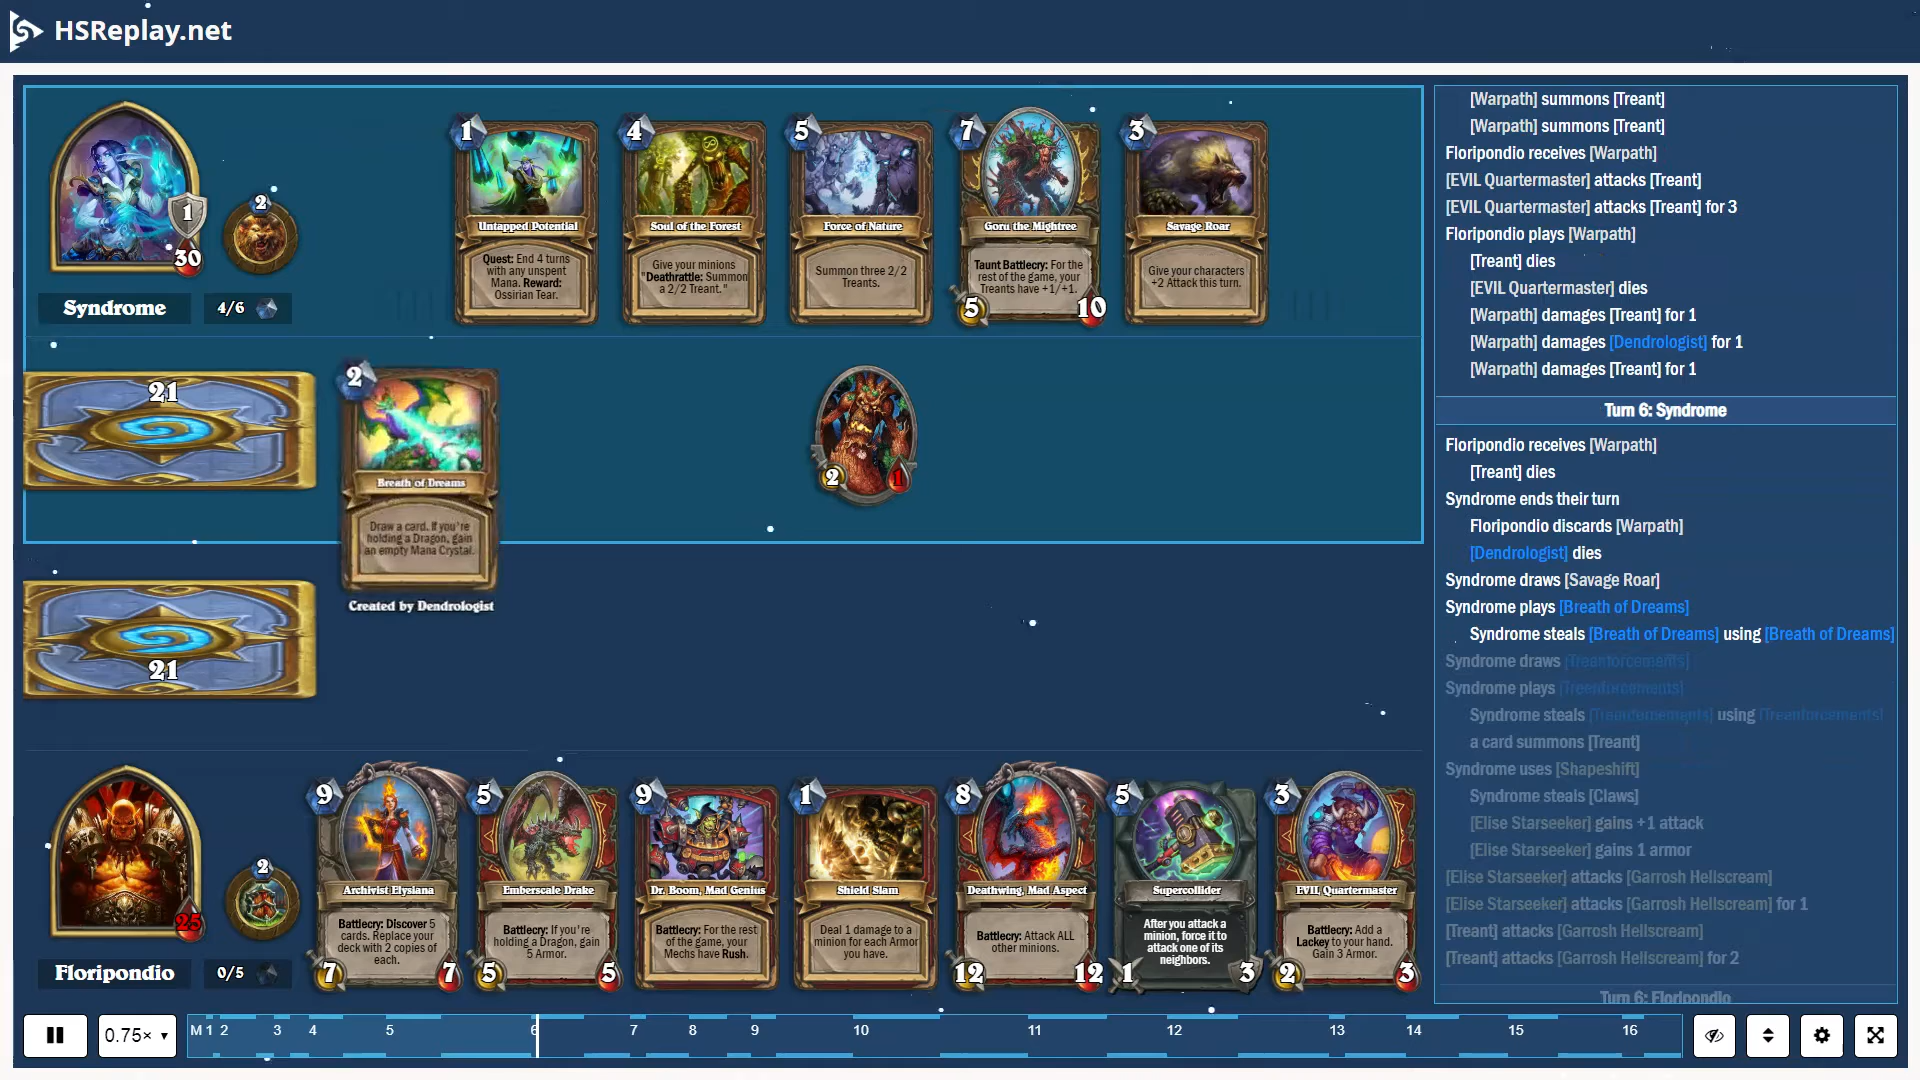 HSReplay.net
1
30
2
Syndrome
4/6
1
Untapped Potential
Quest: End 4 turns
with any unspent
Mana. Reward:
Ossirian Tear.
4
Soul of the Forest
Give your minions
"Deathrattle: Summon
a 2/2 Treant."
5
Force of Nature
Summon three 2/2
Treants.
7
Goru the Mightree
Taunt Battlecry: For the
rest of the game, your
Treants have +1/+1.
5
10
3
Savage Roar
Give your characters
+2 Attack this turn.
21
2
Breath of Dreams
Draw a card. If you're
holding a Dragon, gain
an empty Mana Crystal.
Created by Dendrologist
2
1
21
25
2
Floripondio
0/5
9
Archivist Elysiana
Battlecry: Discover 5
cards. Replace your
deck with 2 copies of
each.
7
7
5
Emberscale Drake
Battlecry: If you're
holding a Dragon, gain
5 Armor.
5
5
9
Dr. Boom, Mad Genius
Battlecry: For the rest
of the game, your
Mechs have Rush.
1
Shield Slam
Deal 1 damage to a
minion for each Armor
you have.
8
Deathwing, Mad Aspect
Battlecry: Attack ALL
other minions.
12
12
5
Supercollider
After you attack a
minion, force it to
attack one of its
neighbors.
1
3
3
EVIL Quartermaster
Battlecry: Add a
Lackey to your hand.
Gain 3 Armor.
2
3
[Warpath] summons [Treant]
[Warpath] summons [Treant]
Floripondio receives [Warpath]
[EVIL Quartermaster] attacks [Treant]
[EVIL Quartermaster] attacks [Treant] for 3
Floripondio plays [Warpath]
[Treant] dies
[EVIL Quartermaster] dies
[Warpath] damages [Treant] for 1
[Warpath] damages [Dendrologist] for 1
[Warpath] damages [Treant] for 1
Turn 6: Syndrome
Floripondio receives [Warpath]
[Treant] dies
Syndrome ends their turn
Floripondio discards [Warpath]
[Dendrologist] dies
Syndrome draws [Savage Roar]
Syndrome plays [Breath of Dreams]
Syndrome steals [Breath of Dreams] using [Breath of Dreams]
Syndrome draws [Treenforcements]
Syndrome plays [Treenforcements]
Syndrome steals [Treenforcements] using [Treenforcements]
a card summons [Treant]
Syndrome uses [Shapeshift]
Syndrome steals [Claws]
[Elise Starseeker] gains +1 attack
[Elise Starseeker] gains 1 armor
[Elise Starseeker] attacks [Garrosh Hellscream]
[Elise Starseeker] attacks [Garrosh Hellscream] for 1
[Treant] attacks [Garrosh Hellscream]
[Treant] attacks [Garrosh Hellscream] for 2
Turn 6: Floripondio
0.75×
M 1 2 3 4 5 6 7 8 9 10 11 12 13 14 15 16